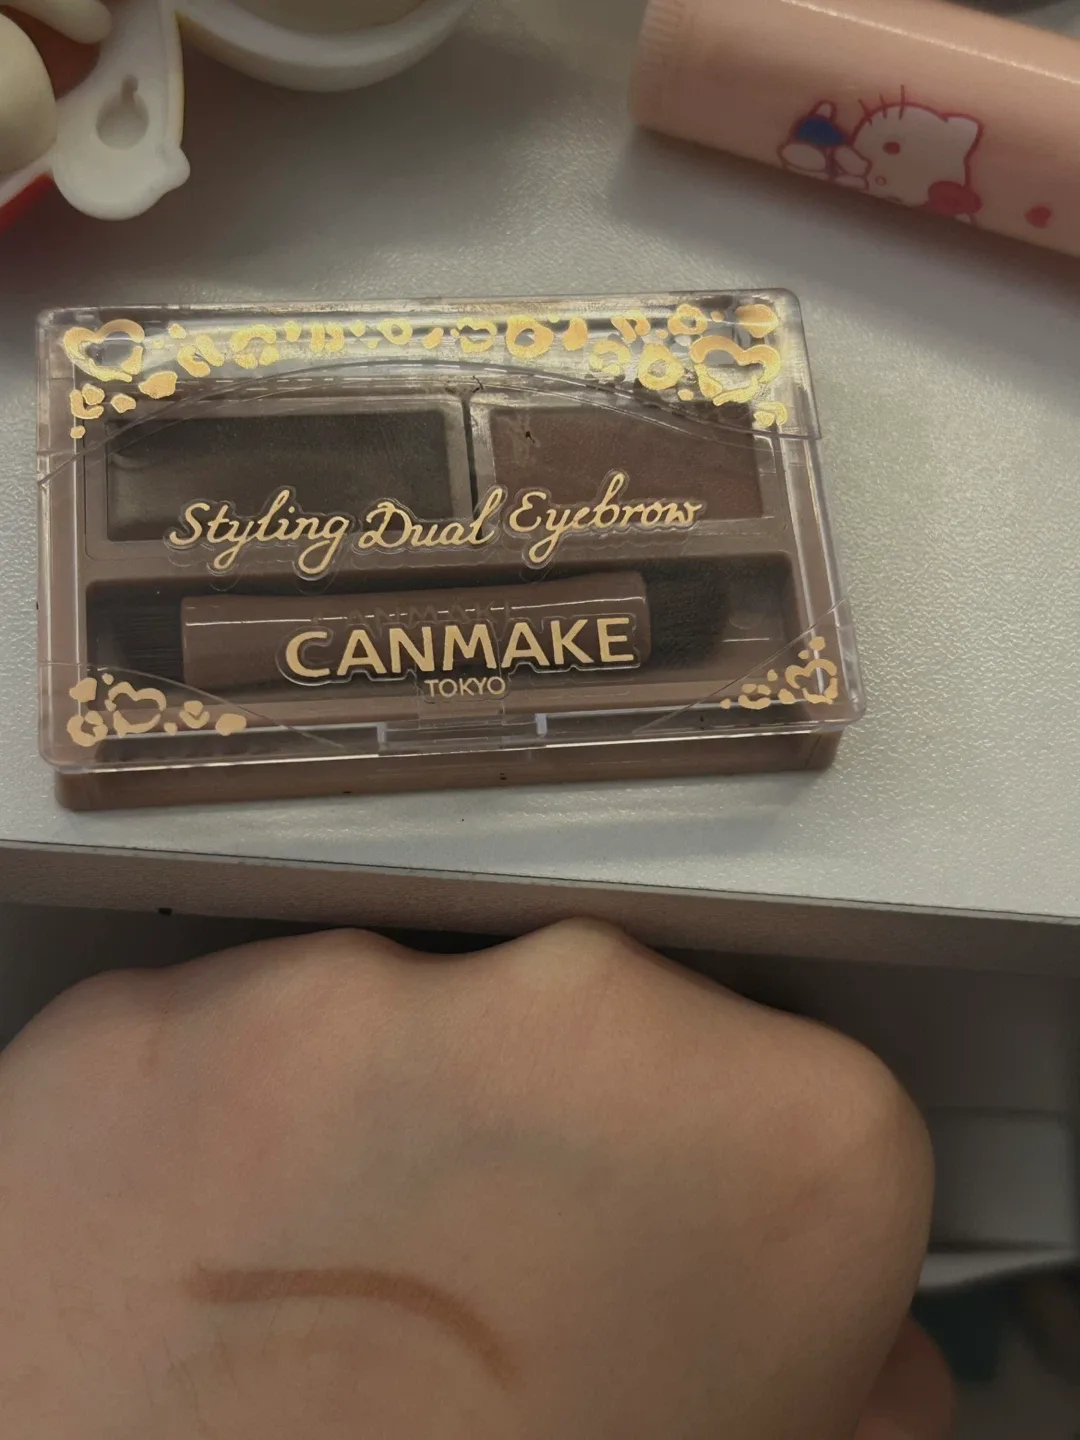 Styling Dual Eyebrow
CANMAKE
TOKYO